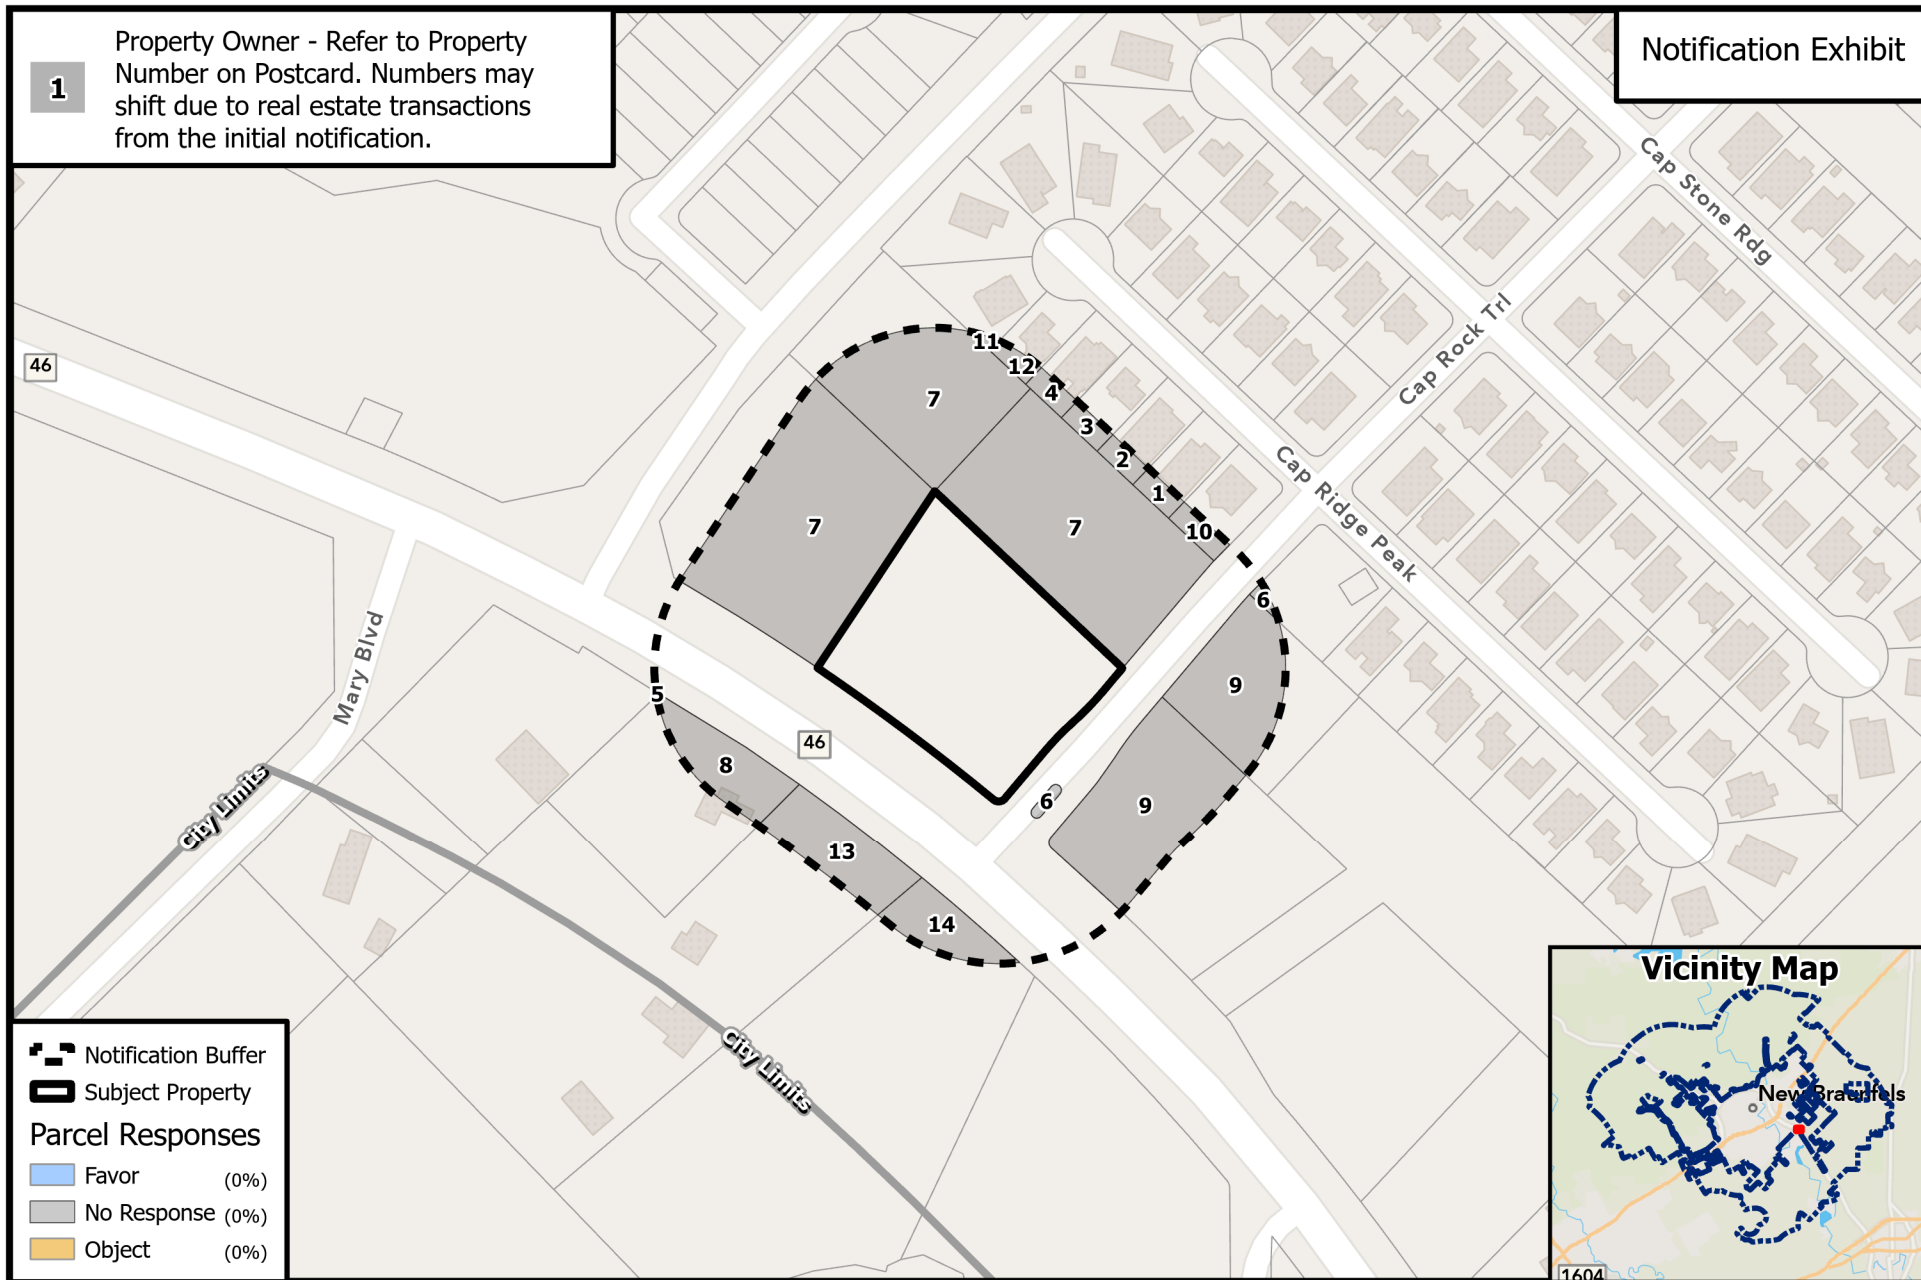 1
Property Owner - Refer to Property
Number on Postcard. Numbers may
shift due to real estate transactions
from the initial notification.
Notification Exhibit
Cap Stone Rdg
Cap Rock Trl
Cap Ridge Peak
46
11
12
4
3
2
1
10
7
7
7
6
9
9
6
5
46
8
13
14
Mary Blvd
City Limits
City Limits
Notification Buffer
Subject Property
Parcel Responses
Favor (0%)
No Response (0%)
Object (0%)
Vicinity Map
New Braunfels
1604